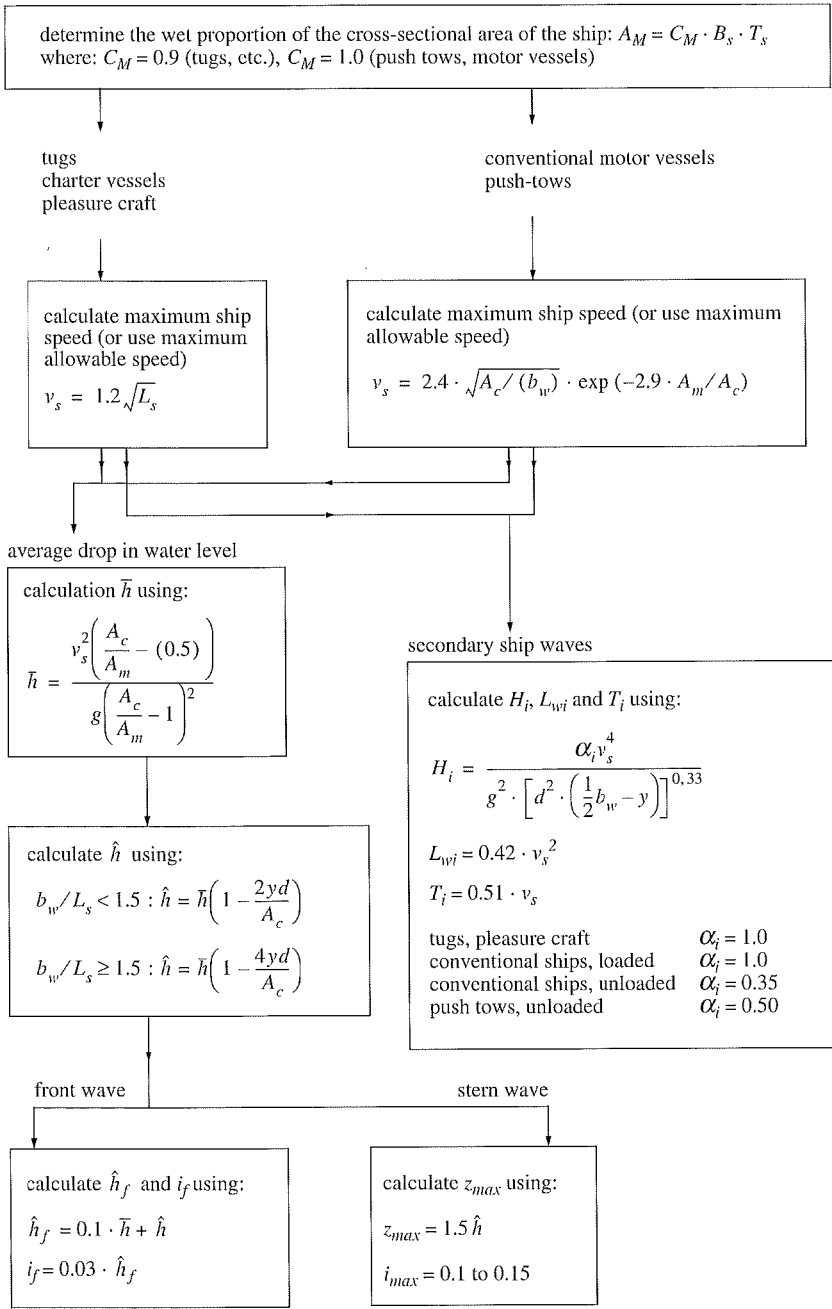 determine the wet proportion of the cross-sectional area of the ship: A_M = C_M · B_s · T_s
where: C_M = 0.9 (tugs, etc.), C_M = 1.0 (push tows, motor vessels)
tugs
charter vessels
pleasure craft
conventional motor vessels
push-tows
calculate maximum ship
speed (or use maximum
allowable speed)
v_s = 1.2√L_s
calculate maximum ship speed (or use maximum
allowable speed)
v_s = 2.4 · √(A_c / (b_w)) · exp (−2.9 · A_m / A_c)
average drop in water level
calculation h̄ using:
h̄ = v_s^2 (A_c/A_m − (0.5)) / g (A_c/A_m − 1)^2
secondary ship waves
calculate H_i, L_wi and T_i using:
H_i = α_i v_s^4 / g^2 · [d^2 · (1/2 b_w − y)]^0,33
L_wi = 0.42 · v_s^2
T_i = 0.51 · v_s
tugs, pleasure craft α_i = 1.0
conventional ships, loaded α_i = 1.0
conventional ships, unloaded α_i = 0.35
push tows, unloaded α_i = 0.50
calculate ĥ using:
b_w / L_s < 1.5 : ĥ = h̄ (1 − 2yd/A_c)
b_w / L_s ≥ 1.5 : ĥ = h̄ (1 − 4yd/A_c)
front wave
stern wave
calculate ĥ_f and i_f using:
ĥ_f = 0.1 · h̄ + ĥ
i_f = 0.03 · ĥ_f
calculate z_max using:
z_max = 1.5 ĥ
i_max = 0.1 to 0.15